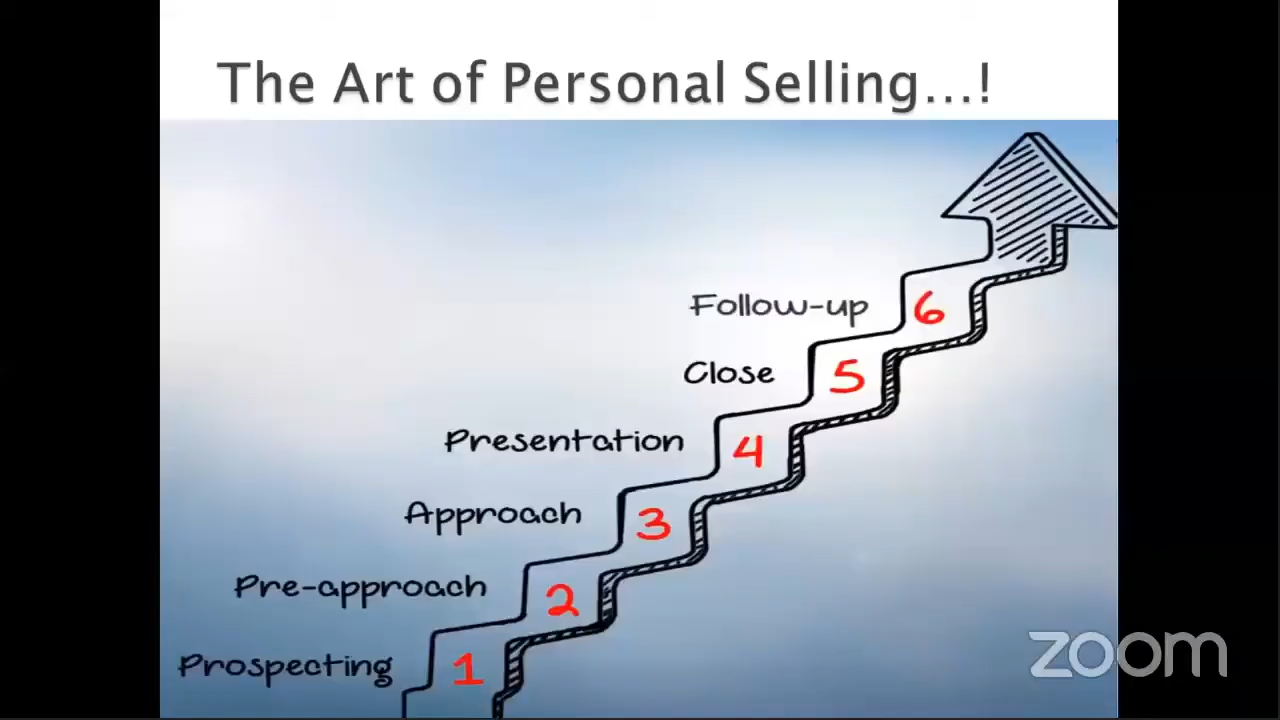 The Art of Personal Selling...!
Follow-up 6
Close 5
Presentation 4
Approach 3
Pre-approach 2
Prospecting 1
zoom